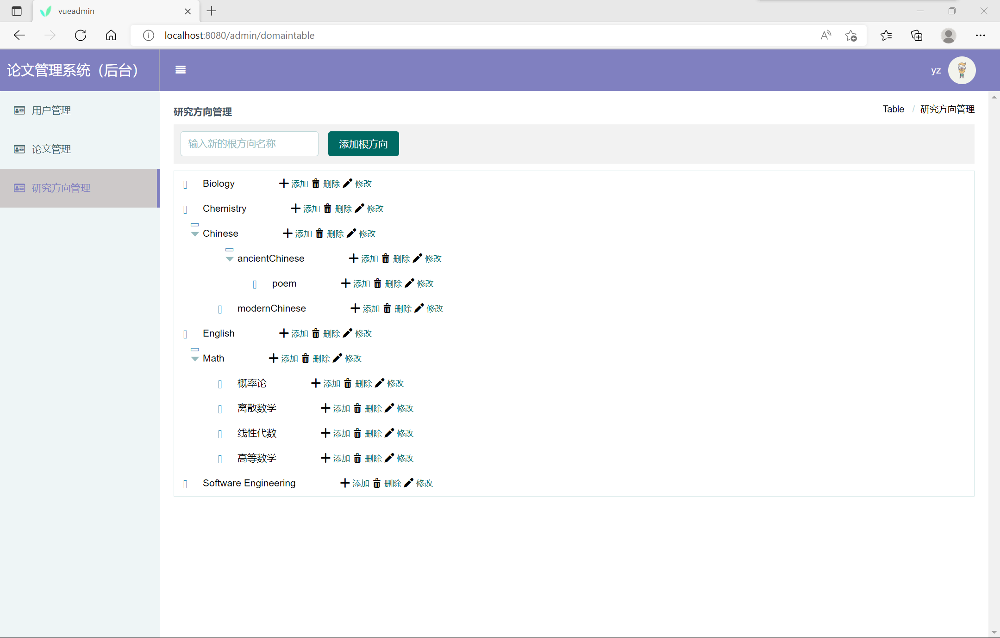 vueadmin
localhost:8080/admin/domaintable
论文管理系统（后台）
yz
用户管理
论文管理
研究方向管理
研究方向管理
Table / 研究方向管理
输入新的根方向名称 添加根方向
Biology 添加 删除 修改
Chemistry 添加 删除 修改
Chinese 添加 删除 修改
ancientChinese 添加 删除 修改
poem 添加 删除 修改
modernChinese 添加 删除 修改
English 添加 删除 修改
Math 添加 删除 修改
概率论 添加 删除 修改
离散数学 添加 删除 修改
线性代数 添加 删除 修改
高等数学 添加 删除 修改
Software Engineering 添加 删除 修改